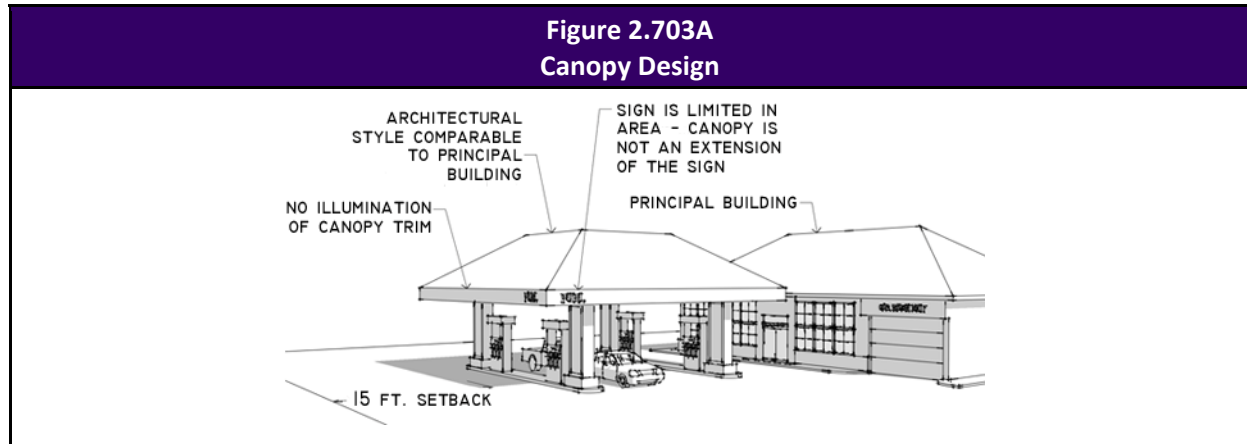 Figure 2.703A
Canopy Design
ARCHITECTURAL
STYLE COMPARABLE
TO PRINCIPAL
BUILDING
SIGN IS LIMITED IN
AREA - CANOPY IS
NOT AN EXTENSION
OF THE SIGN
NO ILLUMINATION
OF CANOPY TRIM
PRINCIPAL BUILDING
15 FT. SETBACK